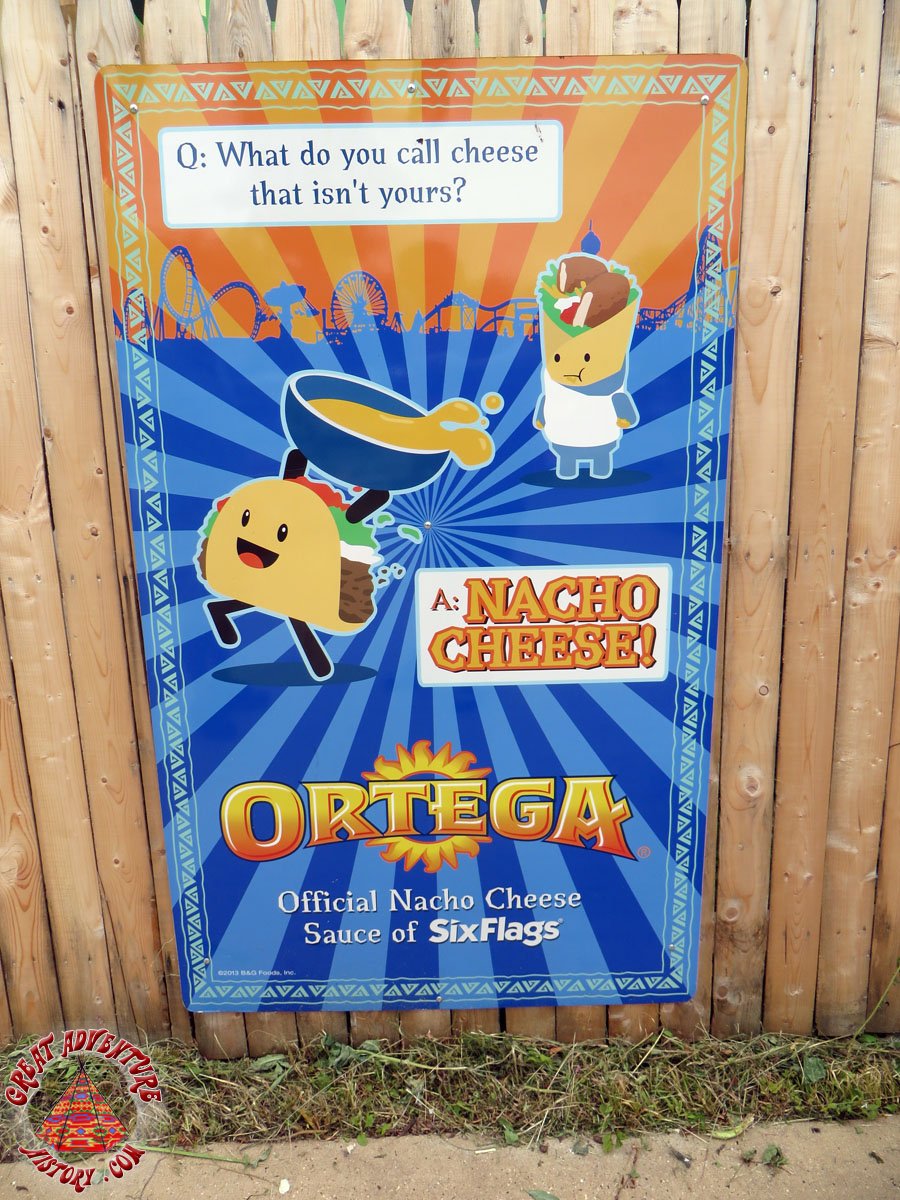 Q: What do you call cheese
that isn't yours?
A: NACHO
CHEESE!
ORTEGA®
Official Nacho Cheese
Sauce of SixFlags®
©2013 B&G Foods, Inc.
GREAT ADVENTURE
HISTORY.COM